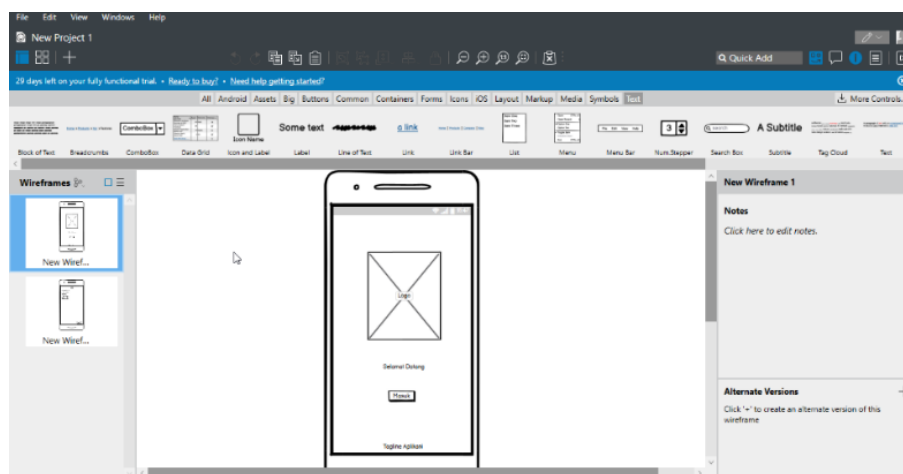 File Edit View Windows Help
New Project 1
Quick Add
29 days left on your fully functional trial. • Ready to buy? • Need help getting started?
All Android Assets Big Buttons Common Containers Forms Icons iOS Layout Markup Media Symbols Text
More Controls.
ComboBox
Icon Name
Some text
a link
3
A Subtitle
Block of Text Breadcrumbs ComboBox Data Grid Icon and Label Label Line of Text Link Link Bar List Menu Menu Bar Num.Stepper Search Box Subtitle Tag Cloud Text
Wireframes
New Wiref...
New Wiref...
Logo
Selamat Datang
Masuk
Tagline Aplikasi
New Wireframe 1
Notes
Click here to edit notes.
Alternate Versions
Click '+' to create an alternate version of this
wireframe